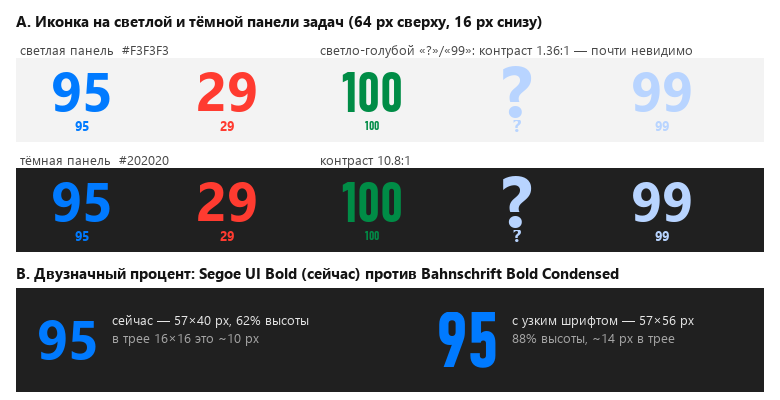 А. Иконка на светлой и тёмной панели задач (64 px сверху, 16 px снизу)
светлая панель #F3F3F3
светло-голубой «?»/«99»: контраст 1.36:1 — почти невидимо
95 29 100 ? 99
95 29 100 ? 99
тёмная панель #202020
контраст 10.8:1
95 29 100 ? 99
95 29 100 ? 99
В. Двузначный процент: Segoe UI Bold (сейчас) против Bahnschrift Bold Condensed
95
сейчас — 57×40 px, 62% высоты
в трее 16×16 это ~10 px
95
с узким шрифтом — 57×56 px
88% высоты, ~14 px в трее